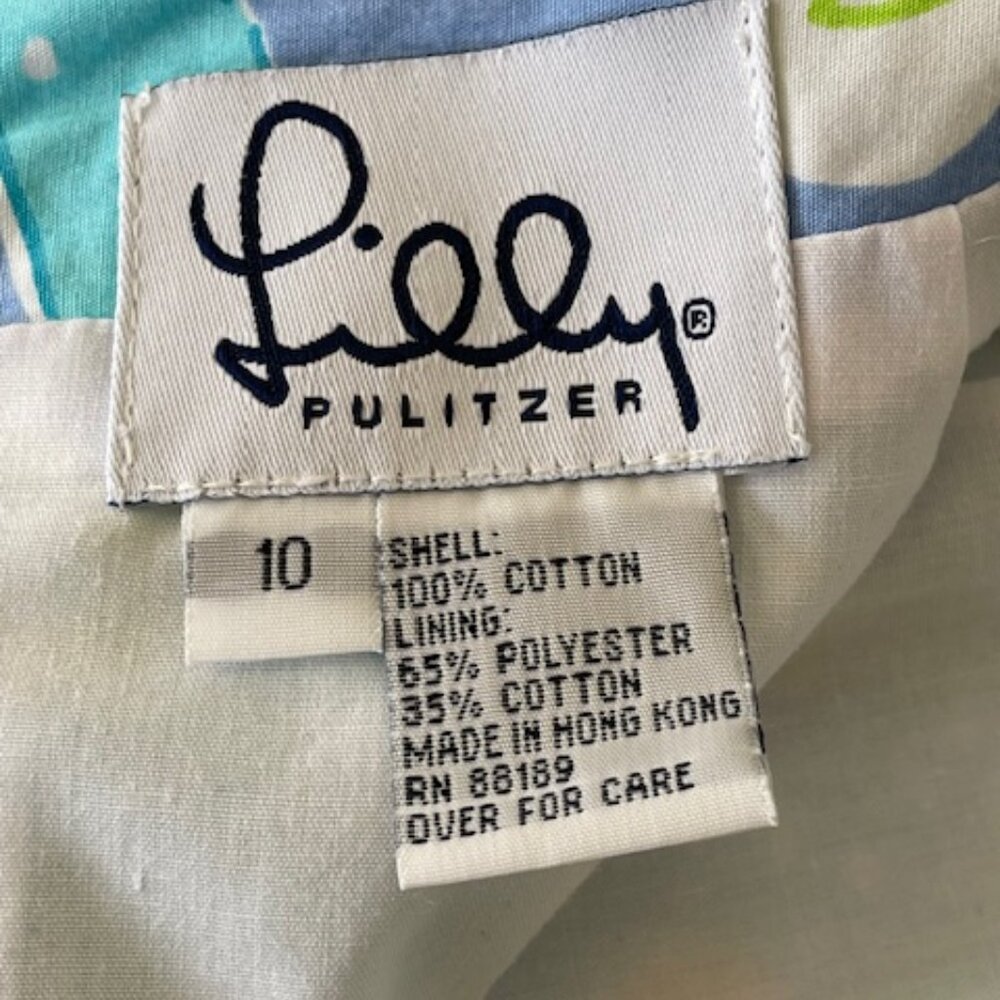 Lilly®
PULITZER
10
SHELL:
100% COTTON
LINING:
65% POLYESTER
35% COTTON
MADE IN HONG KONG
RN 88189
OVER FOR CARE